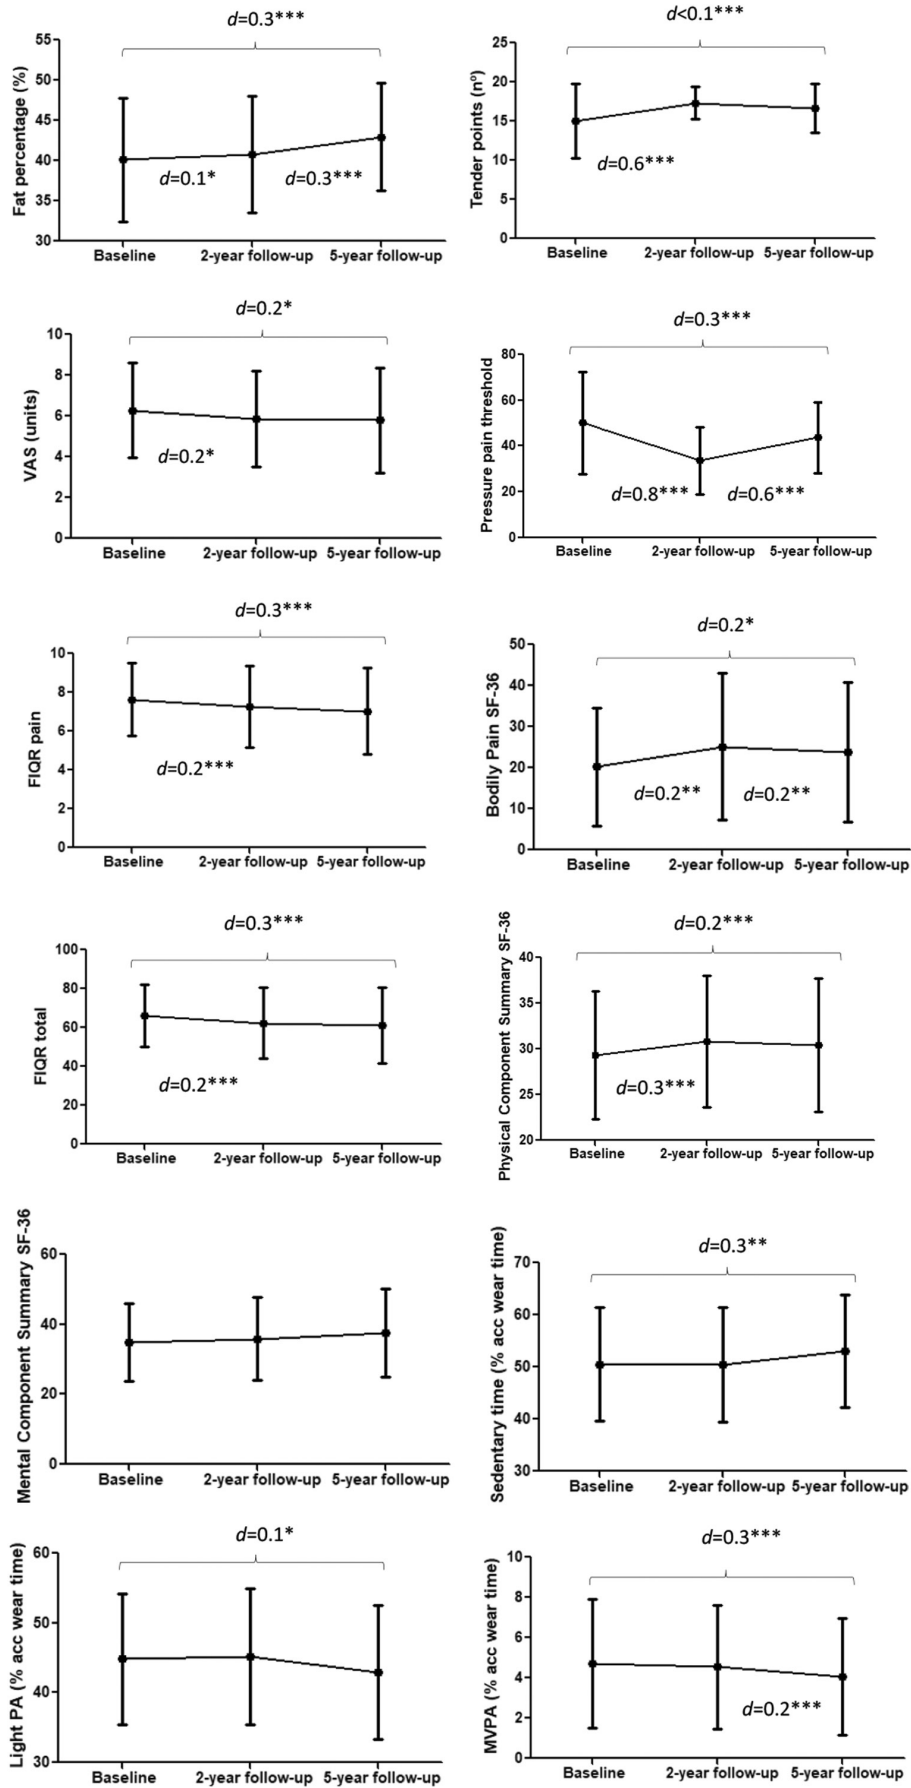 d=0.3***
Fat percentage (%)
55
50
45
40
35
30
d=0.1*
d=0.3***
Baseline
2-year follow-up
5-year follow-up
d<0.1***
Tender points (nº)
25
20
15
10
5
0
d=0.6***
Baseline
2-year follow-up
5-year follow-up
d=0.2*
VAS (units)
10
8
6
4
2
0
d=0.2*
Baseline
2-year follow-up
5-year follow-up
d=0.3***
Pressure pain threshold
80
60
40
20
0
d=0.8***
d=0.6***
Baseline
2-year follow-up
5-year follow-up
d=0.3***
FIQR pain
10
8
6
4
2
0
d=0.2***
Baseline
2-year follow-up
5-year follow-up
d=0.2*
Bodily Pain SF-36
50
40
30
20
10
0
d=0.2**
d=0.2**
Baseline
2-year follow-up
5-year follow-up
d=0.3***
FIQR total
100
80
60
40
20
0
d=0.2***
Baseline
2-year follow-up
5-year follow-up
d=0.2***
Physical Component Summary SF-36
40
35
30
25
20
d=0.3***
Baseline
2-year follow-up
5-year follow-up
Mental Component Summary SF-36
60
40
20
0
Baseline
2-year follow-up
5-year follow-up
d=0.3**
Sedentary time (% acc wear time)
70
60
50
40
30
Baseline
2-year follow-up
5-year follow-up
d=0.1*
Light PA (% acc wear time)
60
50
40
30
Baseline
2-year follow-up
5-year follow-up
d=0.3***
MVPA (% acc wear time)
10
8
6
4
2
0
d=0.2***
Baseline
2-year follow-up
5-year follow-up